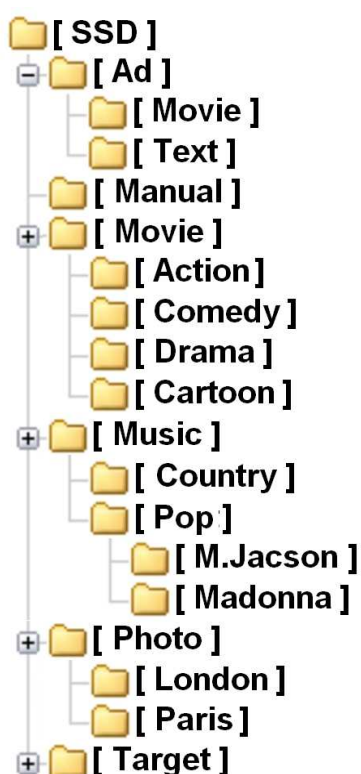 [ SSD ]
[ Ad ]
[ Movie ]
[ Text ]
[ Manual ]
[ Movie ]
[ Action ]
[ Comedy ]
[ Drama ]
[ Cartoon ]
[ Music ]
[ Country ]
[ Pop ]
[ M.Jacson ]
[ Madonna ]
[ Photo ]
[ London ]
[ Paris ]
[ Target ]